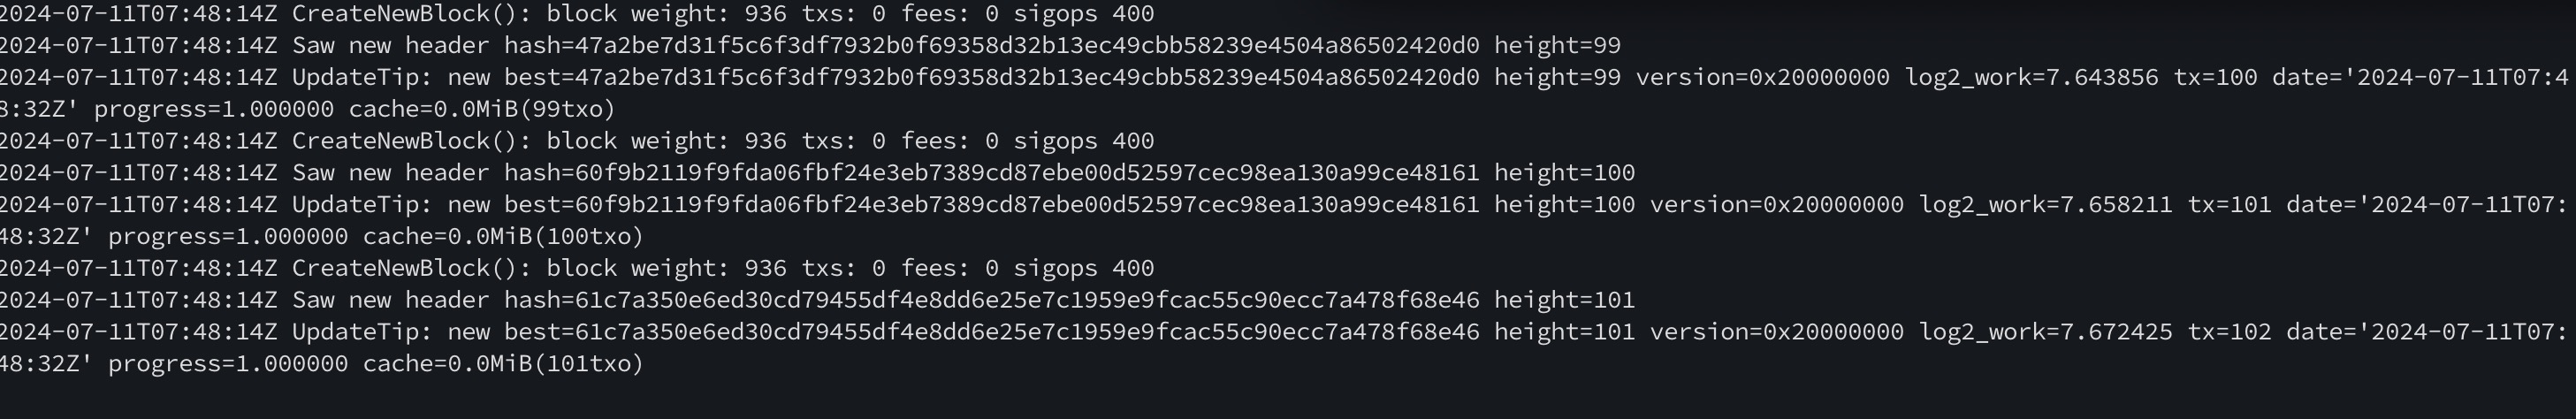 2024-07-11T07:48:14Z CreateNewBlock(): block weight: 936 txs: 0 fees: 0 sigops 400
2024-07-11T07:48:14Z Saw new header hash=47a2be7d31f5c6f3df7932b0f69358d32b13ec49cbb58239e4504a86502420d0 height=99
2024-07-11T07:48:14Z UpdateTip: new best=47a2be7d31f5c6f3df7932b0f69358d32b13ec49cbb58239e4504a86502420d0 height=99 version=0x20000000 log2_work=7.643856 tx=100 date='2024-07-11T07:4
8:32Z' progress=1.000000 cache=0.0MiB(99txo)
2024-07-11T07:48:14Z CreateNewBlock(): block weight: 936 txs: 0 fees: 0 sigops 400
2024-07-11T07:48:14Z Saw new header hash=60f9b2119f9fda06fbf24e3eb7389cd87ebe00d52597cec98ea130a99ce48161 height=100
2024-07-11T07:48:14Z UpdateTip: new best=60f9b2119f9fda06fbf24e3eb7389cd87ebe00d52597cec98ea130a99ce48161 height=100 version=0x20000000 log2_work=7.658211 tx=101 date='2024-07-11T07:
48:32Z' progress=1.000000 cache=0.0MiB(100txo)
2024-07-11T07:48:14Z CreateNewBlock(): block weight: 936 txs: 0 fees: 0 sigops 400
2024-07-11T07:48:14Z Saw new header hash=61c7a350e6ed30cd79455df4e8dd6e25e7c1959e9fcac55c90ecc7a478f68e46 height=101
2024-07-11T07:48:14Z UpdateTip: new best=61c7a350e6ed30cd79455df4e8dd6e25e7c1959e9fcac55c90ecc7a478f68e46 height=101 version=0x20000000 log2_work=7.672425 tx=102 date='2024-07-11T07:
48:32Z' progress=1.000000 cache=0.0MiB(101txo)